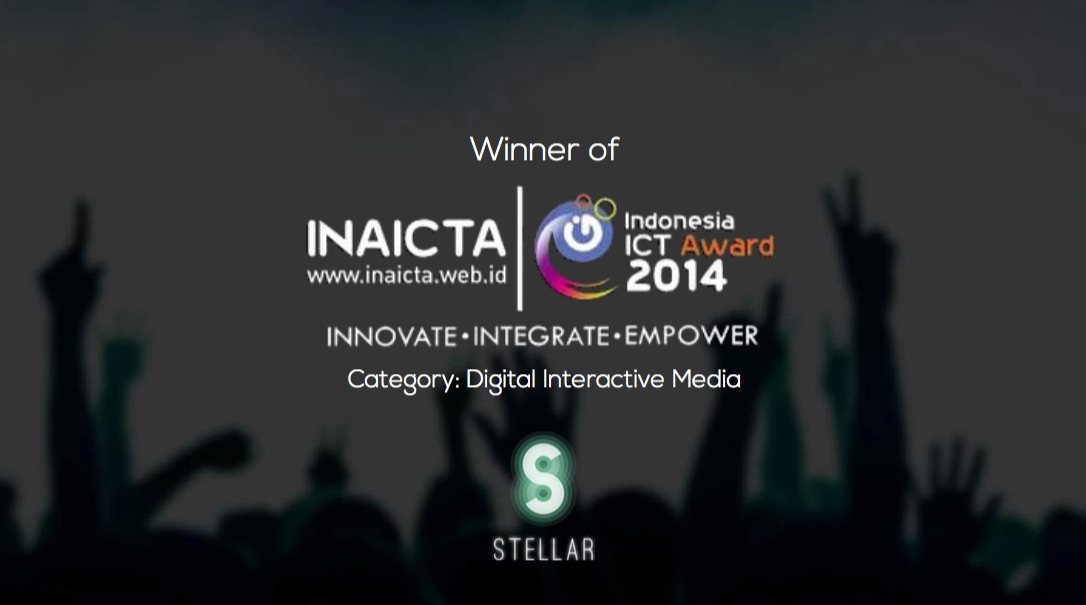 Winner of
INAICTA
www.inaicta.web.id
Indonesia
ICT Award
2014
INNOVATE•INTEGRATE•EMPOWER
Category: Digital Interactive Media
S
STELLAR